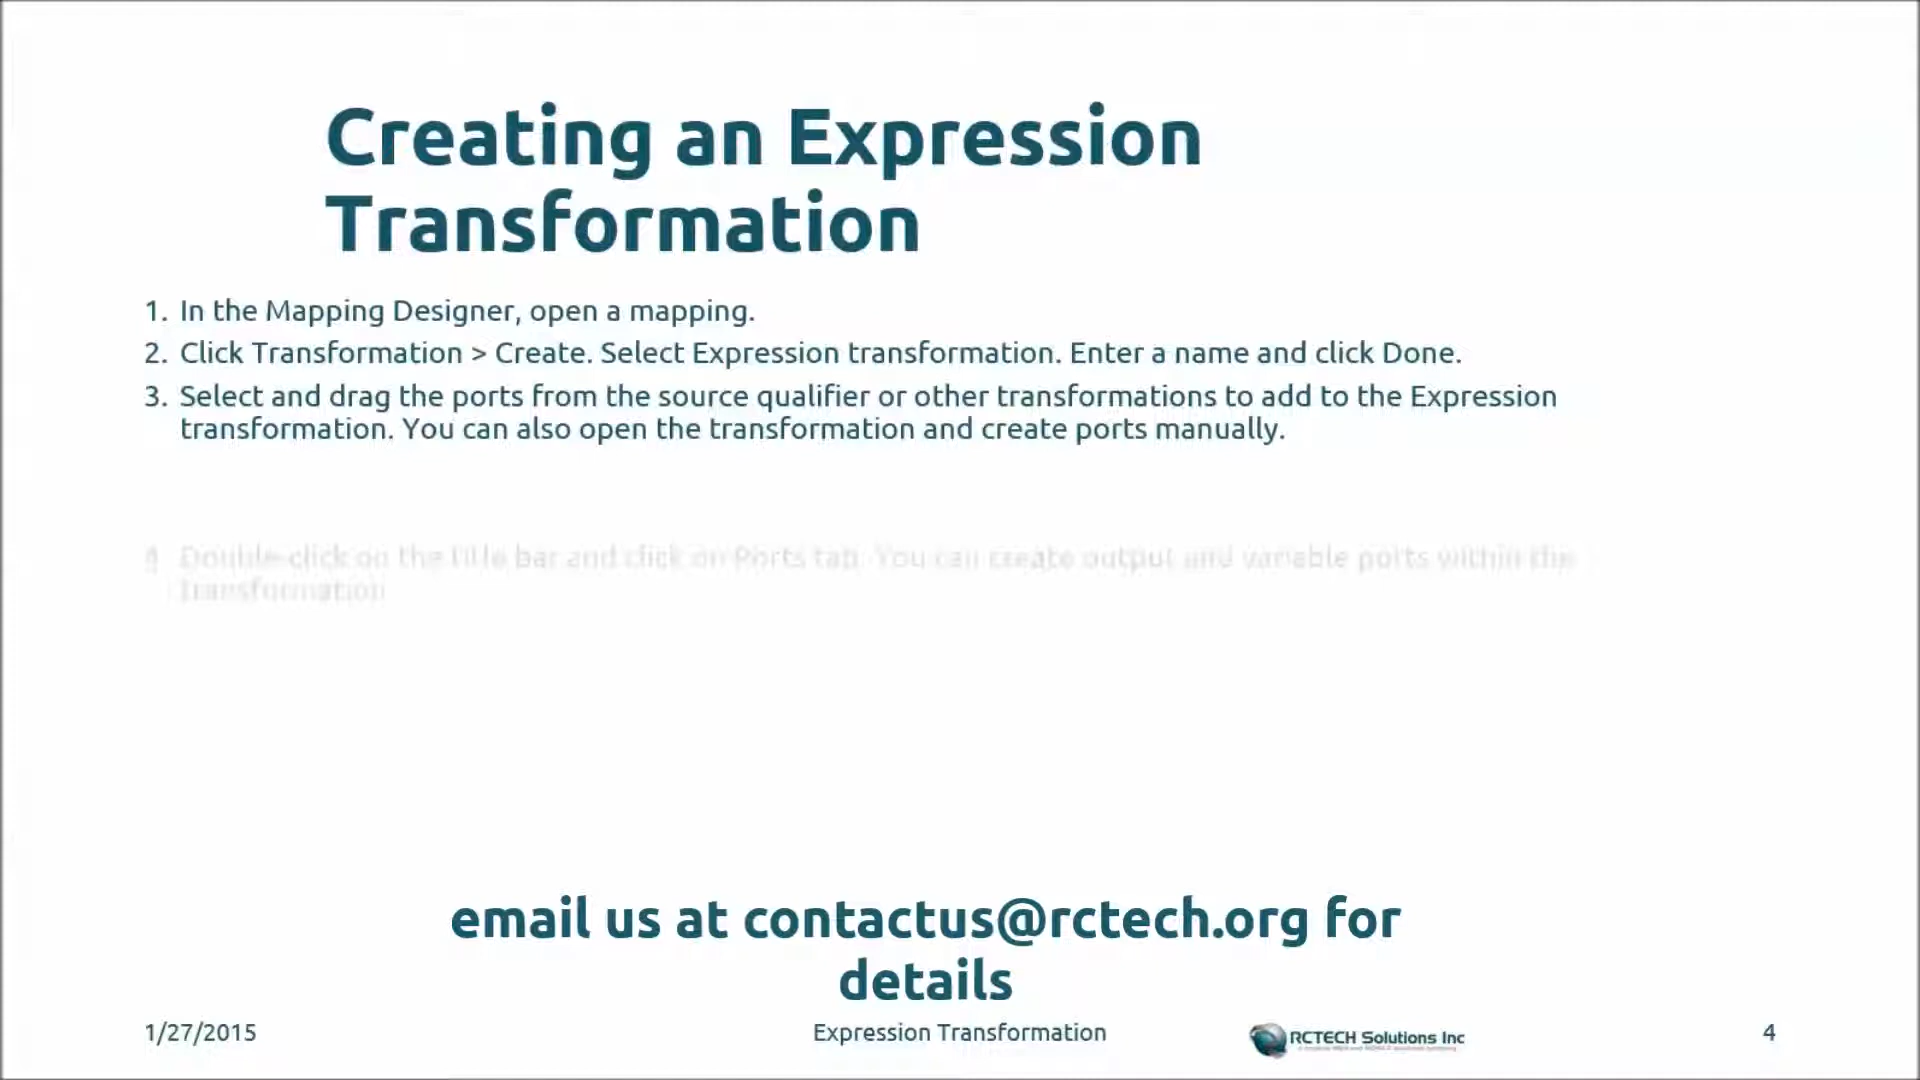 Creating an Expression
Transformation
1. In the Mapping Designer, open a mapping.
2. Click Transformation > Create. Select Expression transformation. Enter a name and click Done.
3. Select and drag the ports from the source qualifier or other transformations to add to the Expression
transformation. You can also open the transformation and create ports manually.
4. Double-click on the title bar and click on Ports tab. You can create output and variable ports within the
transformation
email us at contactus@rctech.org for
details
1/27/2015
Expression Transformation
RCTECH Solutions Inc
4